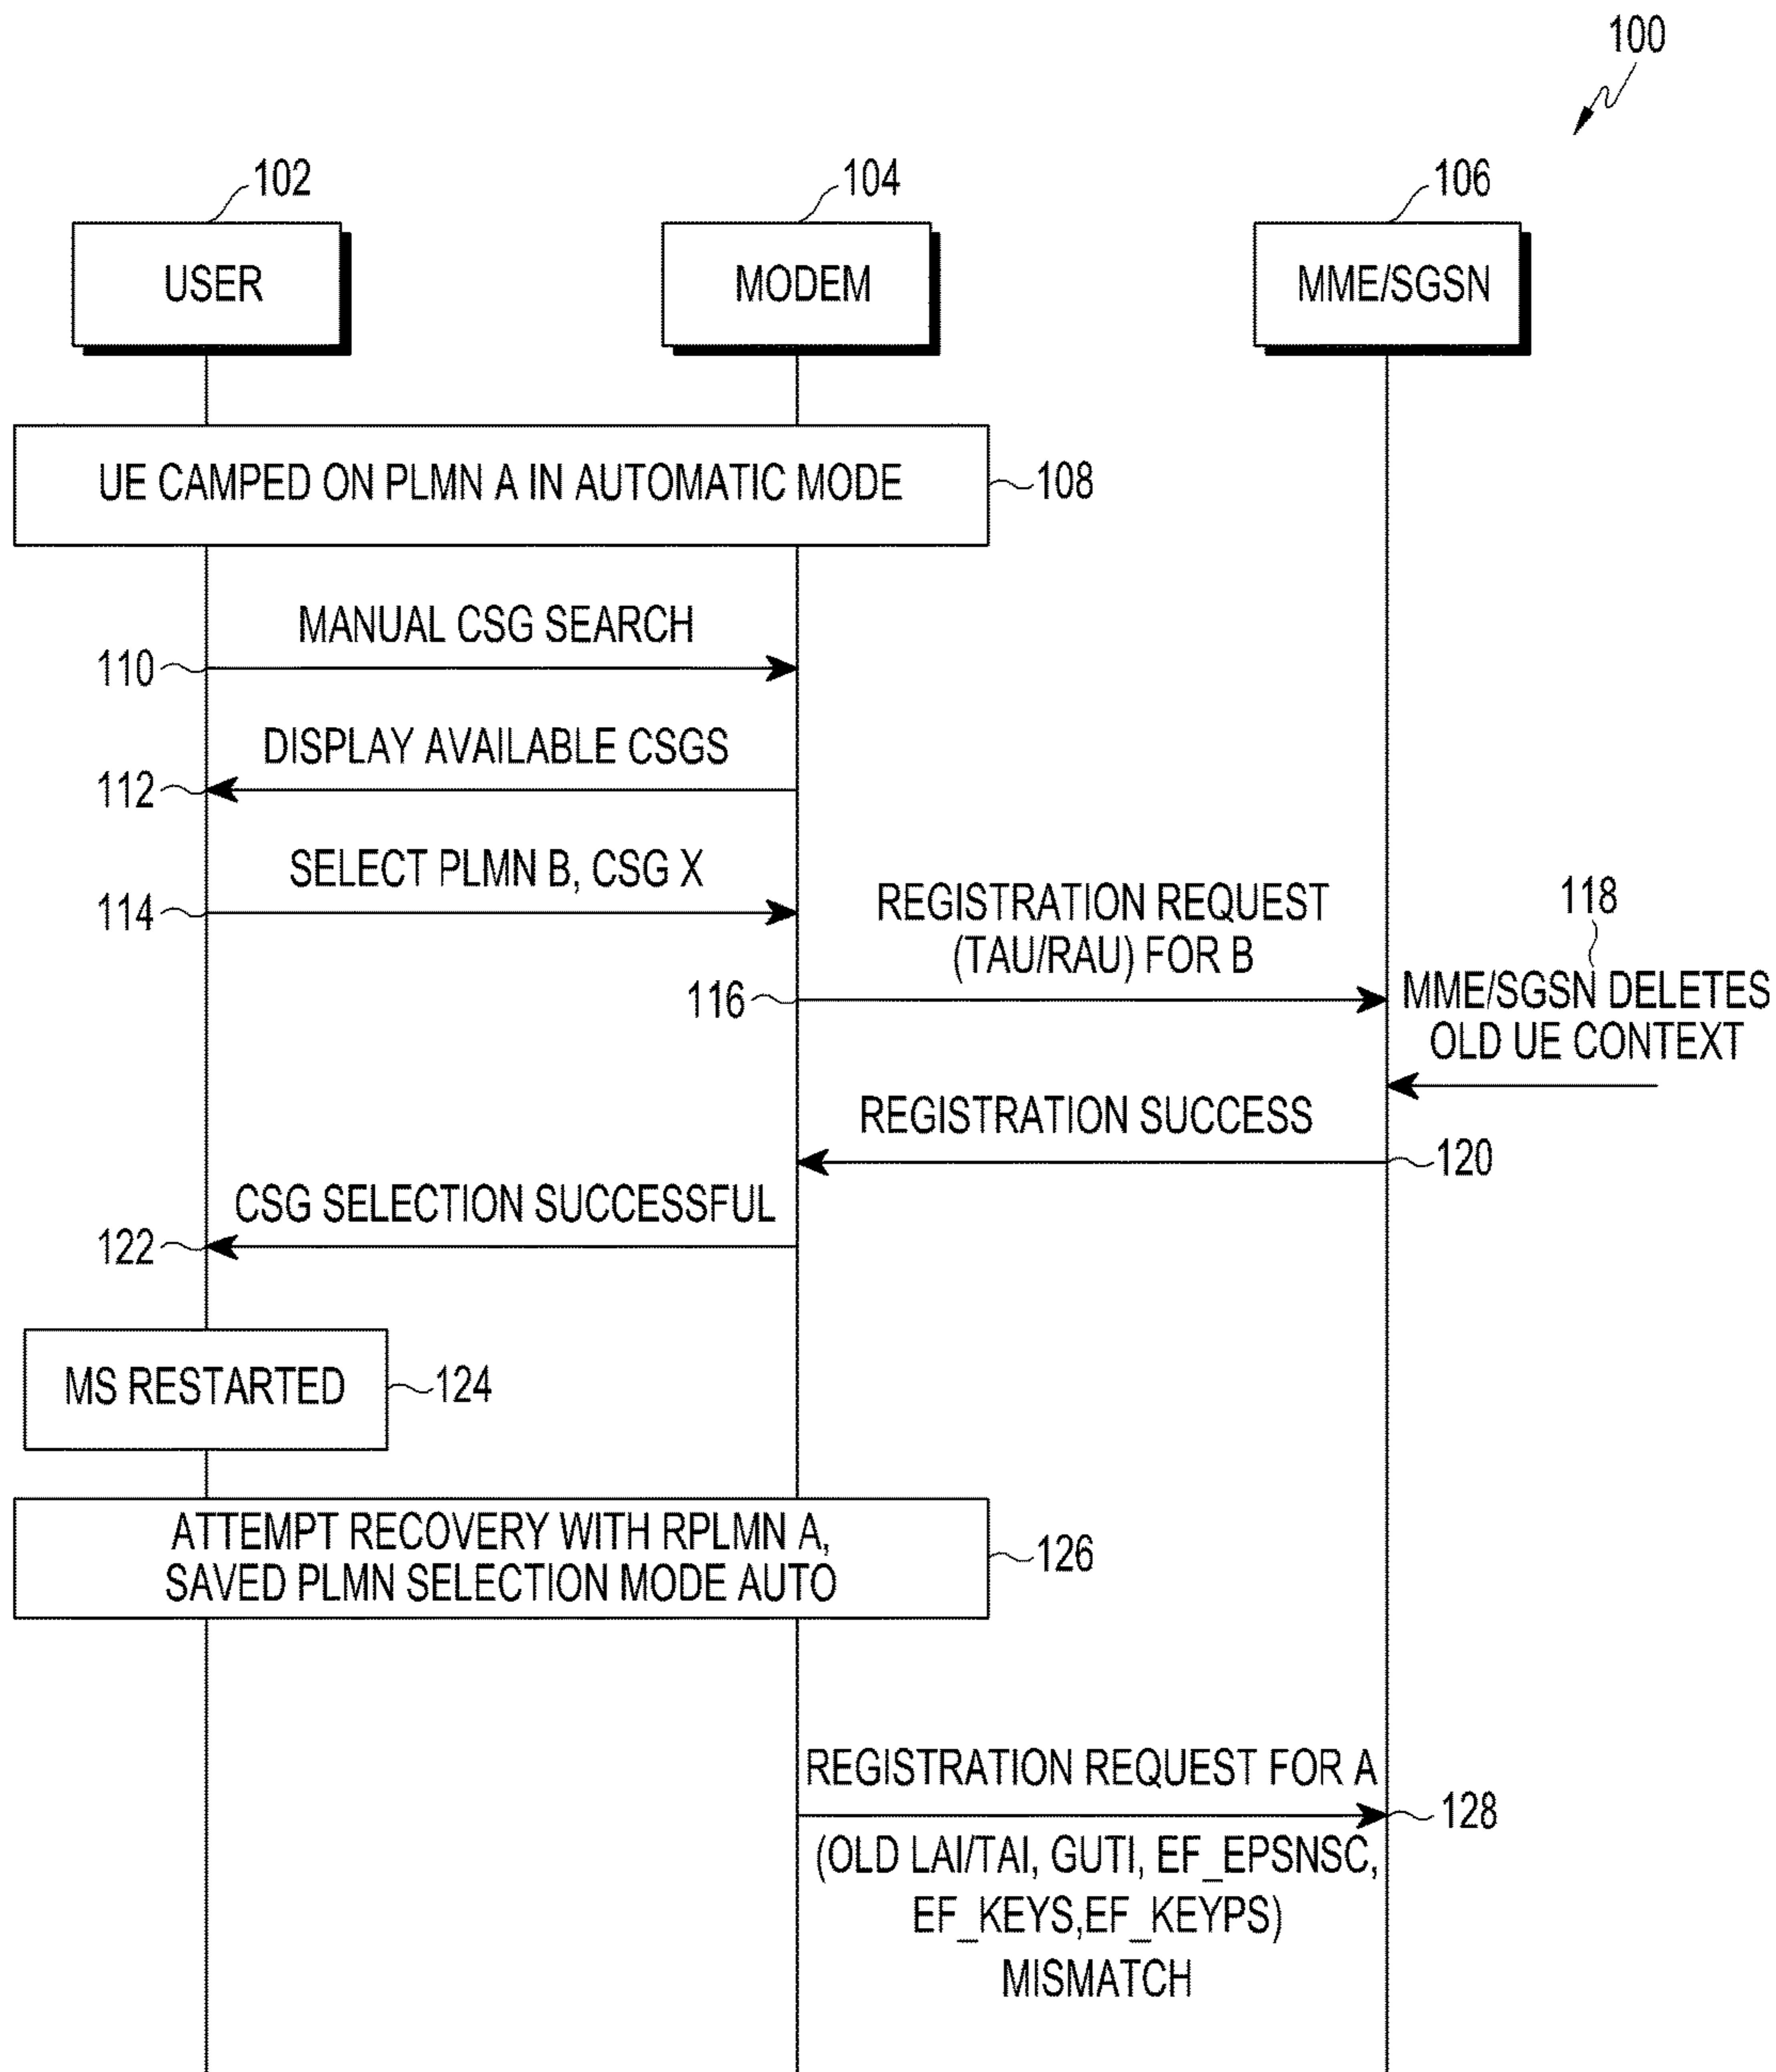 100
102
104
106
USER
MODEM
MME/SGSN
UE CAMPED ON PLMN A IN AUTOMATIC MODE
108
MANUAL CSG SEARCH
110
DISPLAY AVAILABLE CSGS
112
SELECT PLMN B, CSG X
114
REGISTRATION REQUEST
(TAU/RAU) FOR B
116
118
MME/SGSN DELETES
OLD UE CONTEXT
REGISTRATION SUCCESS
120
CSG SELECTION SUCCESSFUL
122
MS RESTARTED
124
ATTEMPT RECOVERY WITH RPLMN A,
SAVED PLMN SELECTION MODE AUTO
126
REGISTRATION REQUEST FOR A
128
(OLD LAI/TAI, GUTI, EF_EPSNSC,
EF_KEYS,EF_KEYPS)
MISMATCH